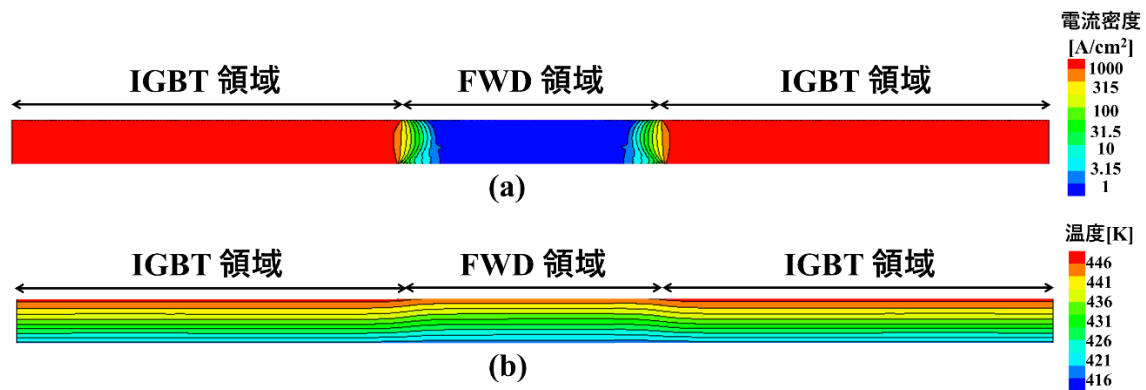 電流密度
[A/cm²]
IGBT 領域
FWD 領域
IGBT 領域
1000
315
100
31.5
10
3.15
1
(a)
温度[K]
IGBT 領域
FWD 領域
IGBT 領域
446
441
436
431
426
421
416
(b)